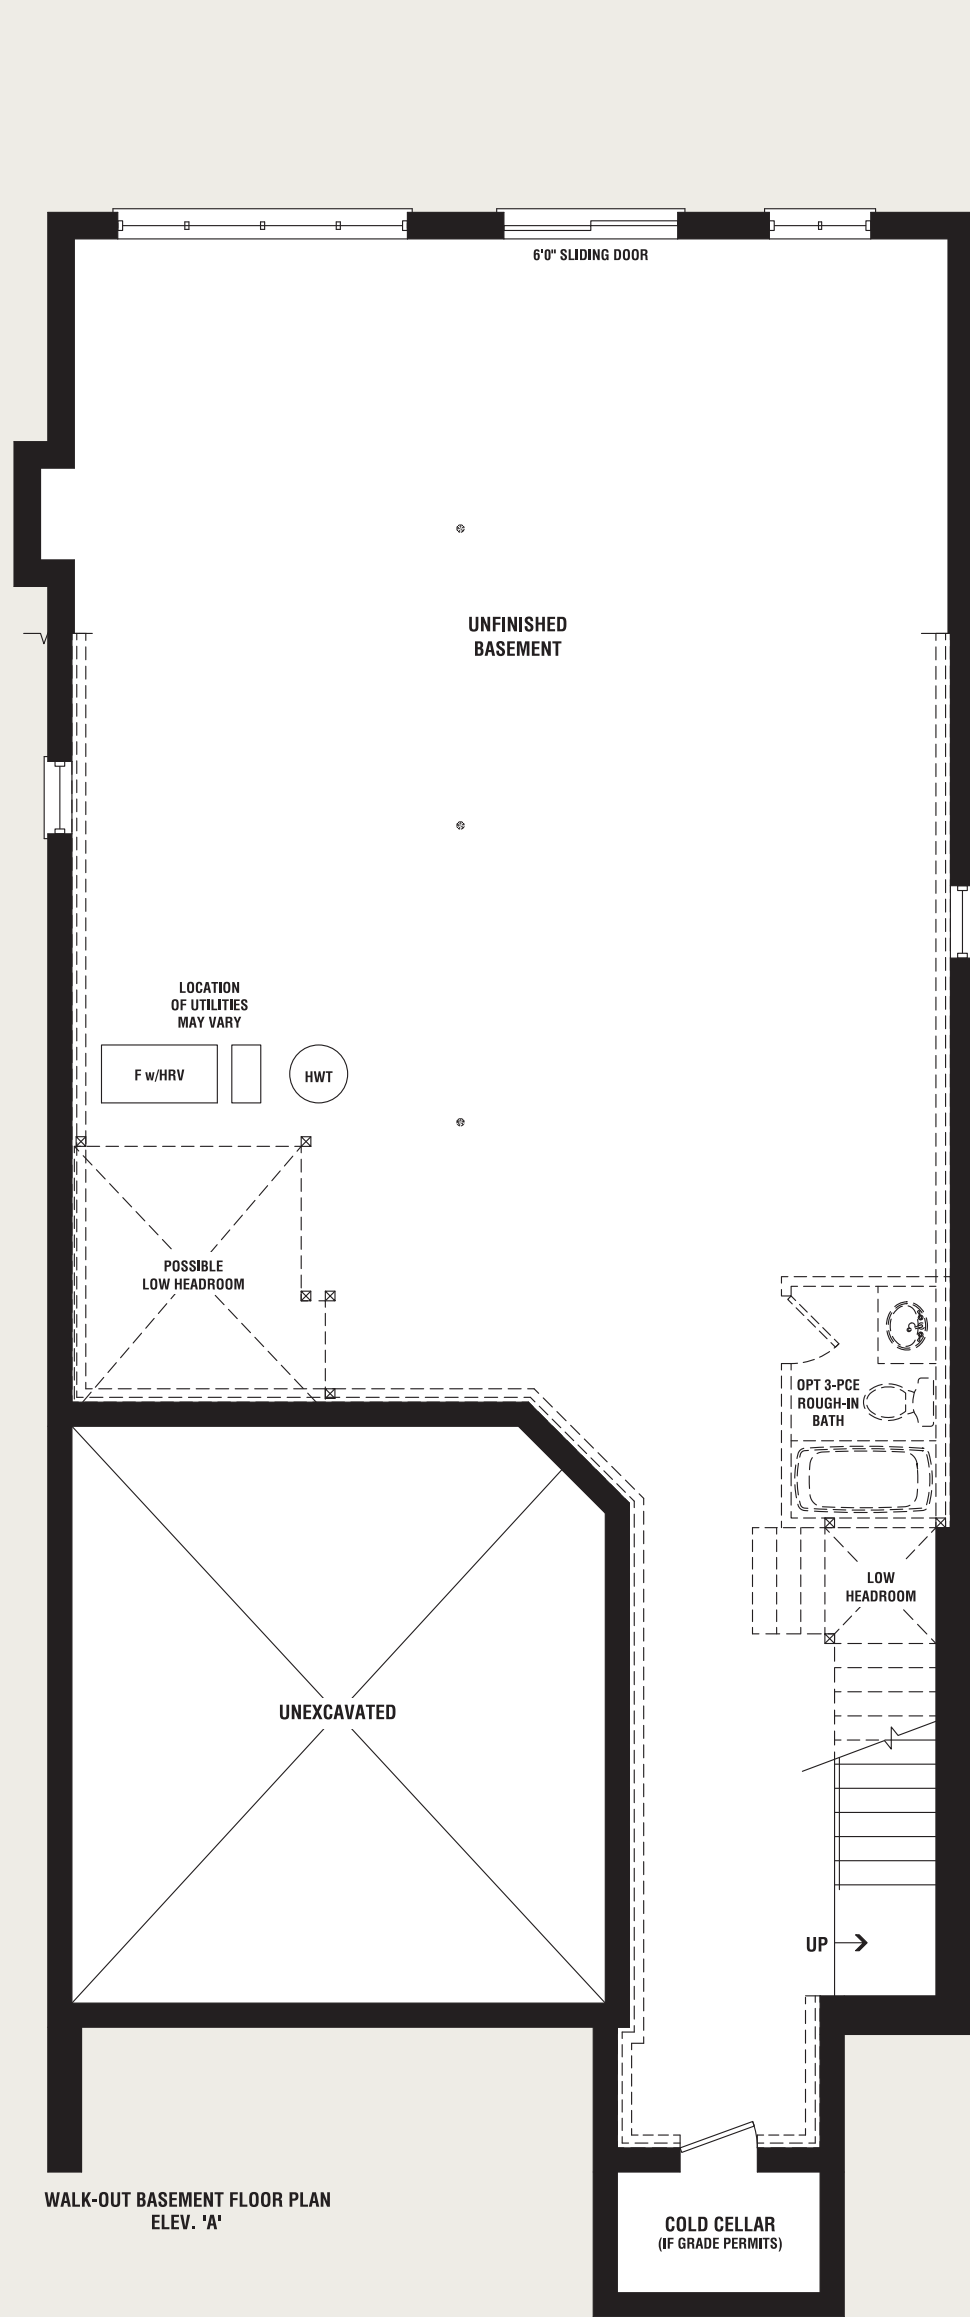 6'0" SLIDING DOOR
UNFINISHED
BASEMENT
LOCATION
OF UTILITIES
MAY VARY
F w/HRV
HWT
POSSIBLE
LOW HEADROOM
OPT 3-PCE
ROUGH-IN
BATH
LOW
HEADROOM
UNEXCAVATED
UP
WALK-OUT BASEMENT FLOOR PLAN
ELEV. 'A'
COLD CELLAR
(IF GRADE PERMITS)